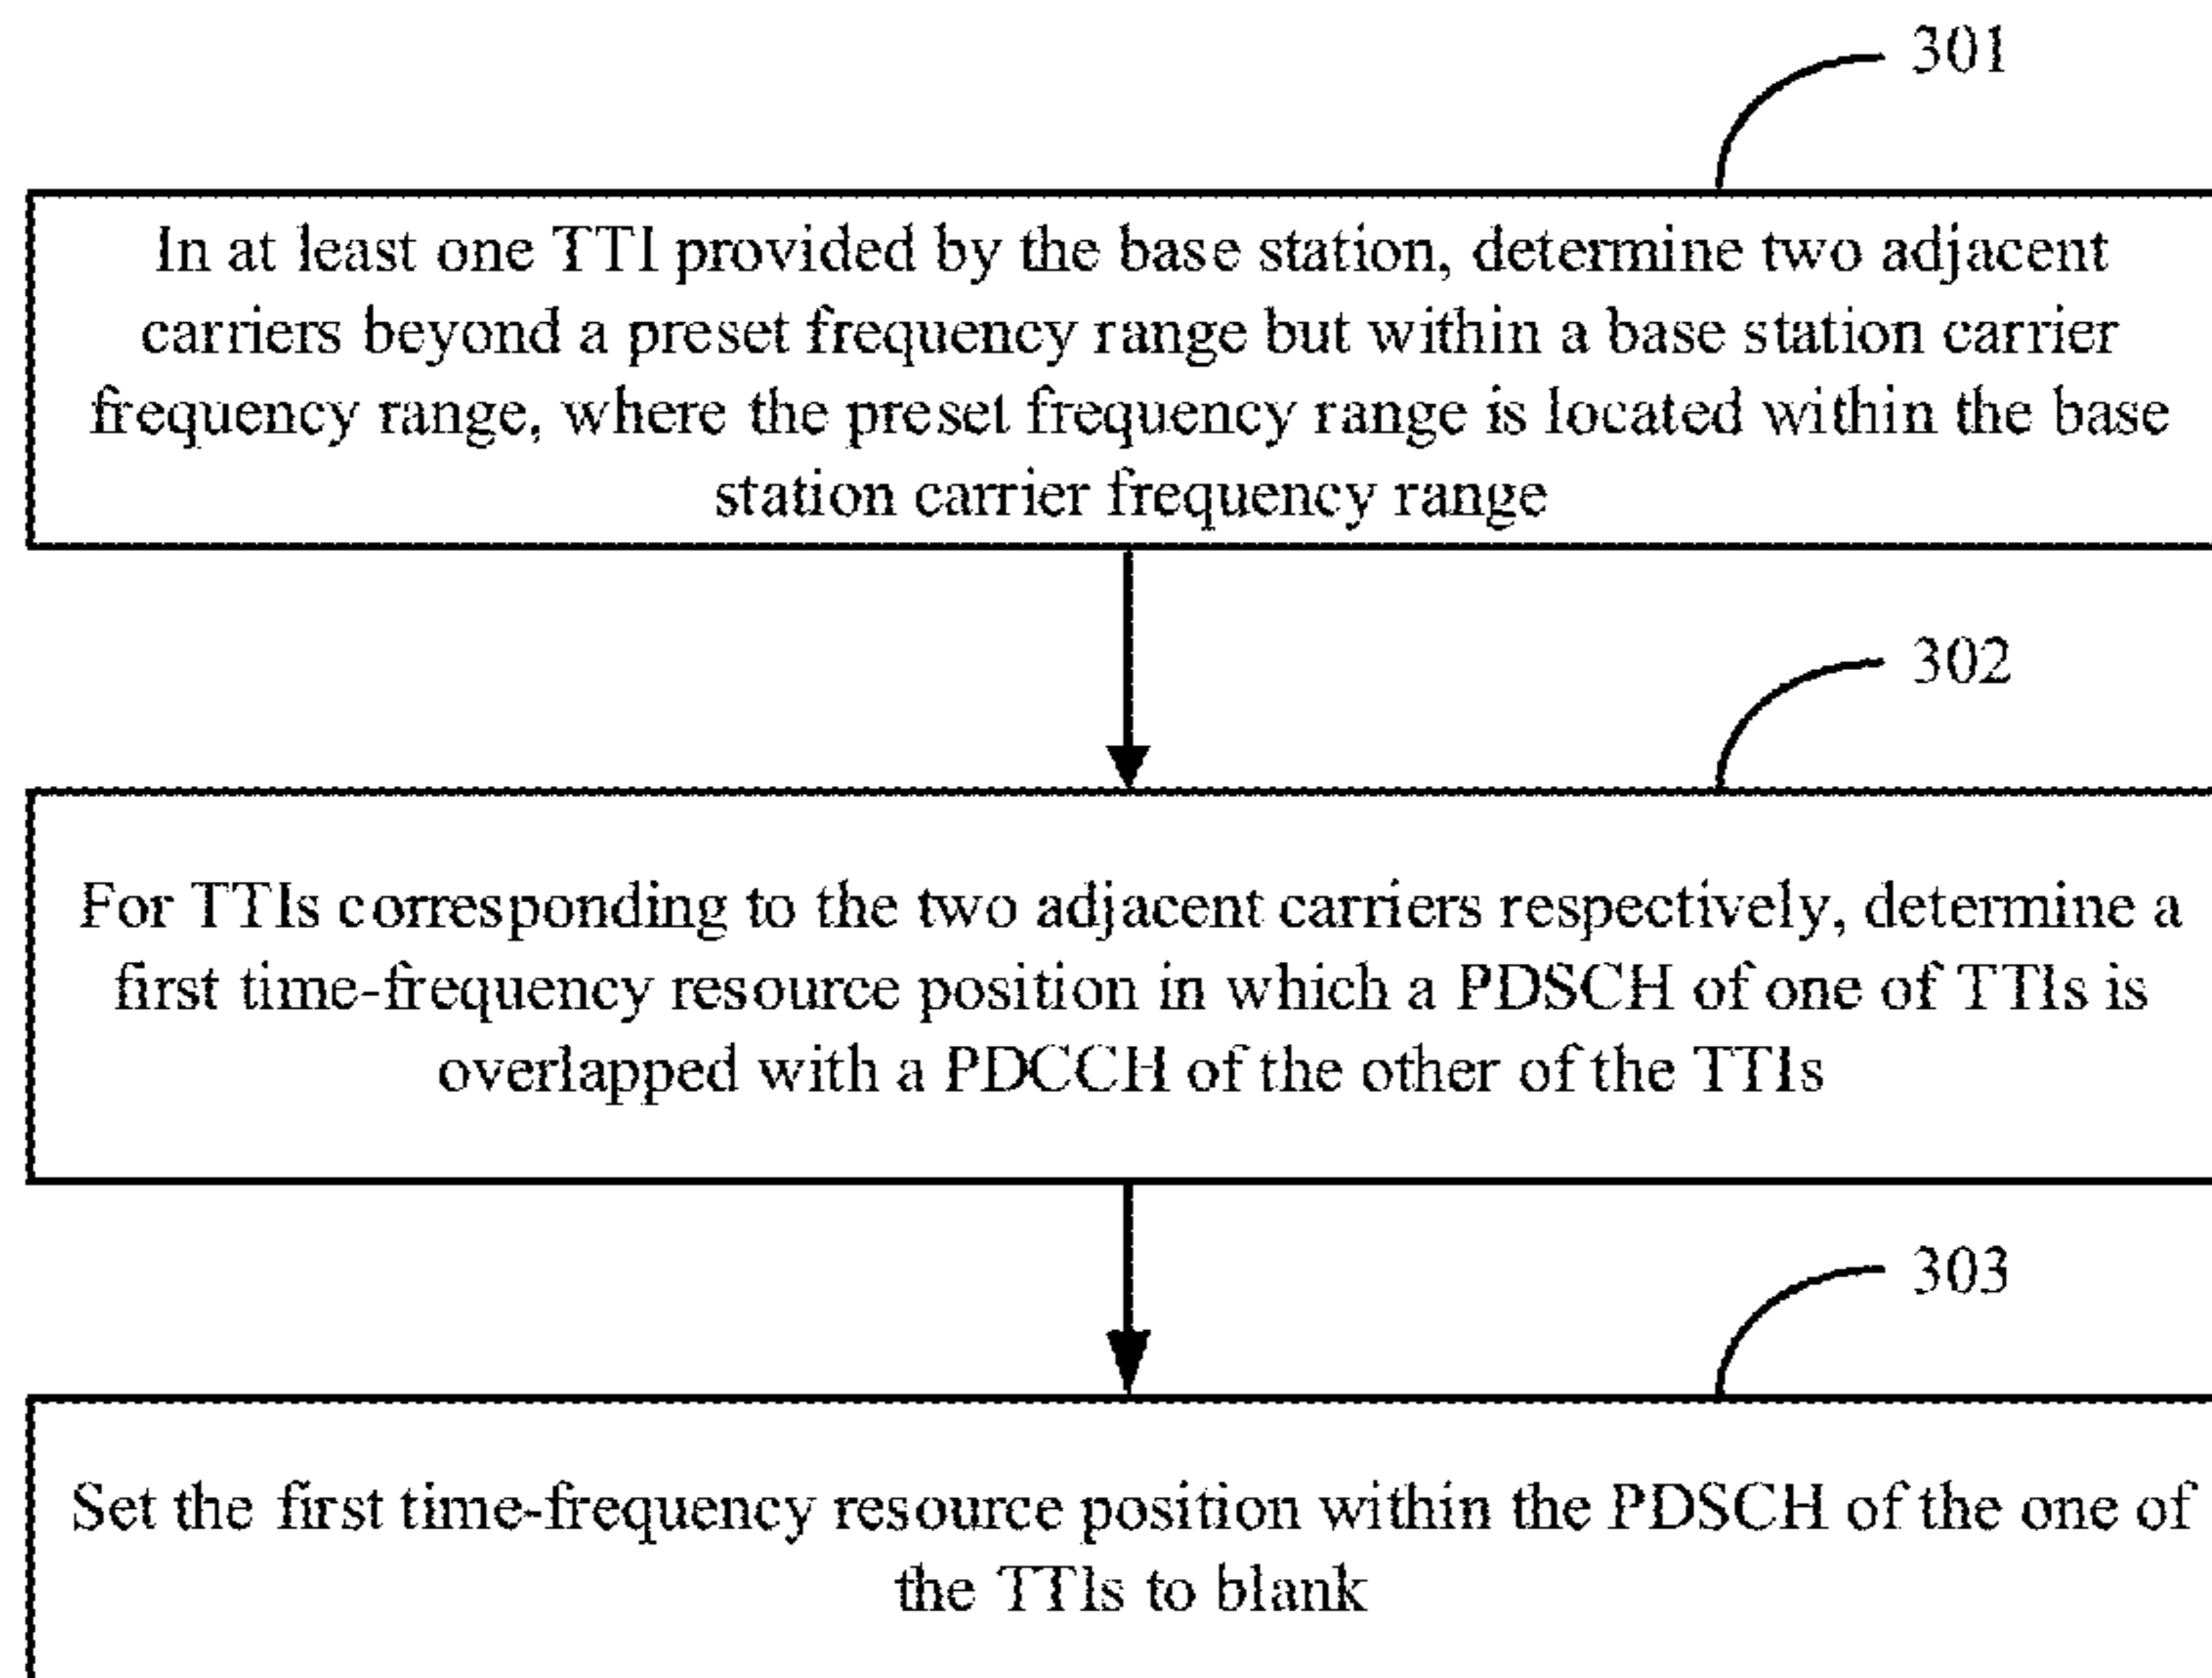 301
In at least one TTI provided by the base station, determine two adjacent
carriers beyond a preset frequency range but within a base station carrier
frequency range, where the preset frequency range is located within the base
station carrier frequency range
302
For TTIs corresponding to the two adjacent carriers respectively, determine a
first time-frequency resource position in which a PDSCH of one of TTIs is
overlapped with a PDCCH of the other of the TTIs
303
Set the first time-frequency resource position within the PDSCH of the one of
the TTIs to blank